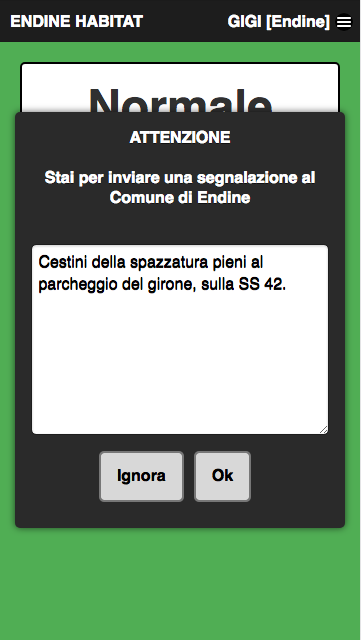 ENDINE HABITAT
GIGI [Endine]
Normale
ATTENZIONE
Stai per inviare una segnalazione al
Comune di Endine
Cestini della spazzatura pieni al
parcheggio del girone, sulla SS 42.
Ignora
Ok